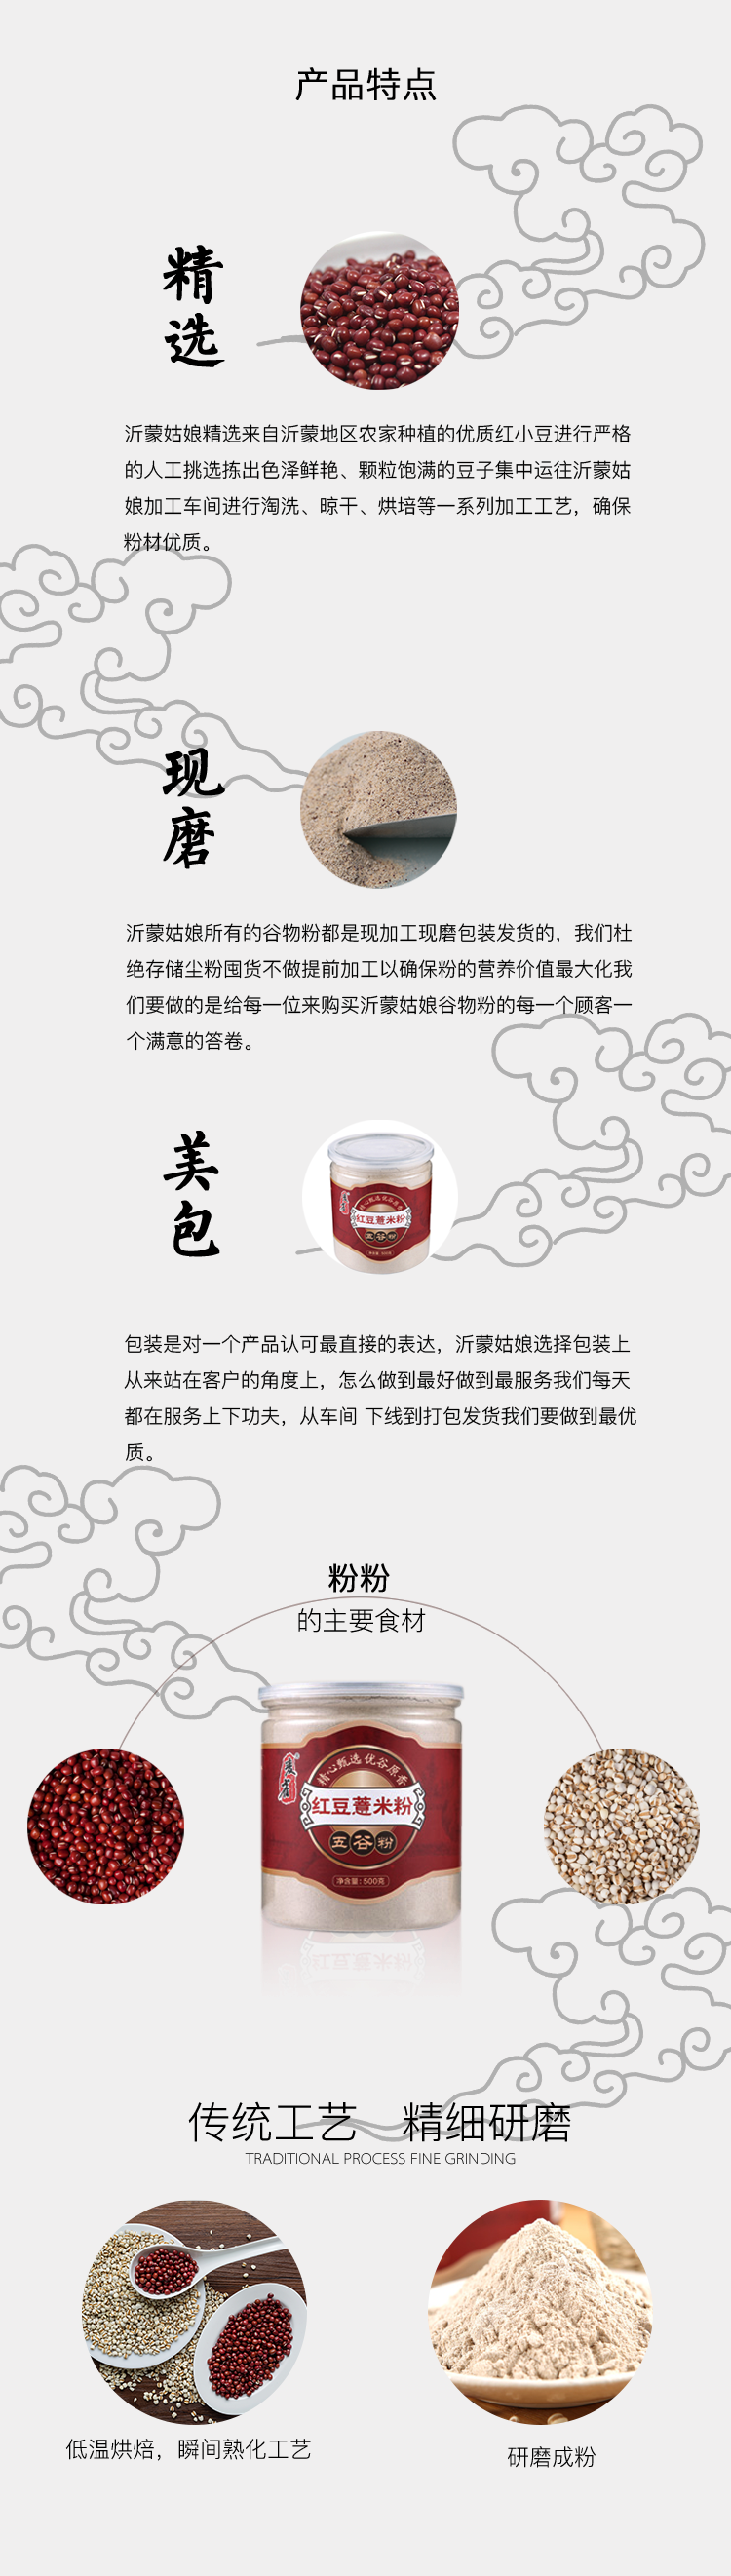 产品特点
精
选
沂蒙姑娘精选来自沂蒙地区农家种植的优质红小豆进行严格
的人工挑选拣出色泽鲜艳、颗粒饱满的豆子集中运往沂蒙姑
娘加工车间进行淘洗、晾干、烘培等一系列加工工艺，确保
粉材优质。
现
磨
沂蒙姑娘所有的谷物粉都是现加工现磨包装发货的，我们杜
绝存储尘粉囤货不做提前加工以确保粉的营养价值最大化我
们要做的是给每一位来购买沂蒙姑娘谷物粉的每一个顾客一
个满意的答卷。
美
包
精心甄选 优谷原香
红豆薏米粉
五谷粉
包装是对一个产品认可最直接的表达，沂蒙姑娘选择包装上
从来站在客户的角度上，怎么做到最好做到最服务我们每天
都在服务上下功夫，从车间 下线到打包发货我们要做到最优
质。
粉粉
的主要食材
精心甄选 优谷原香
红豆薏米粉
五谷粉
净含量：500克
传统工艺 精细研磨
TRADITIONAL PROCESS FINE GRINDING
低温烘焙，瞬间熟化工艺
研磨成粉